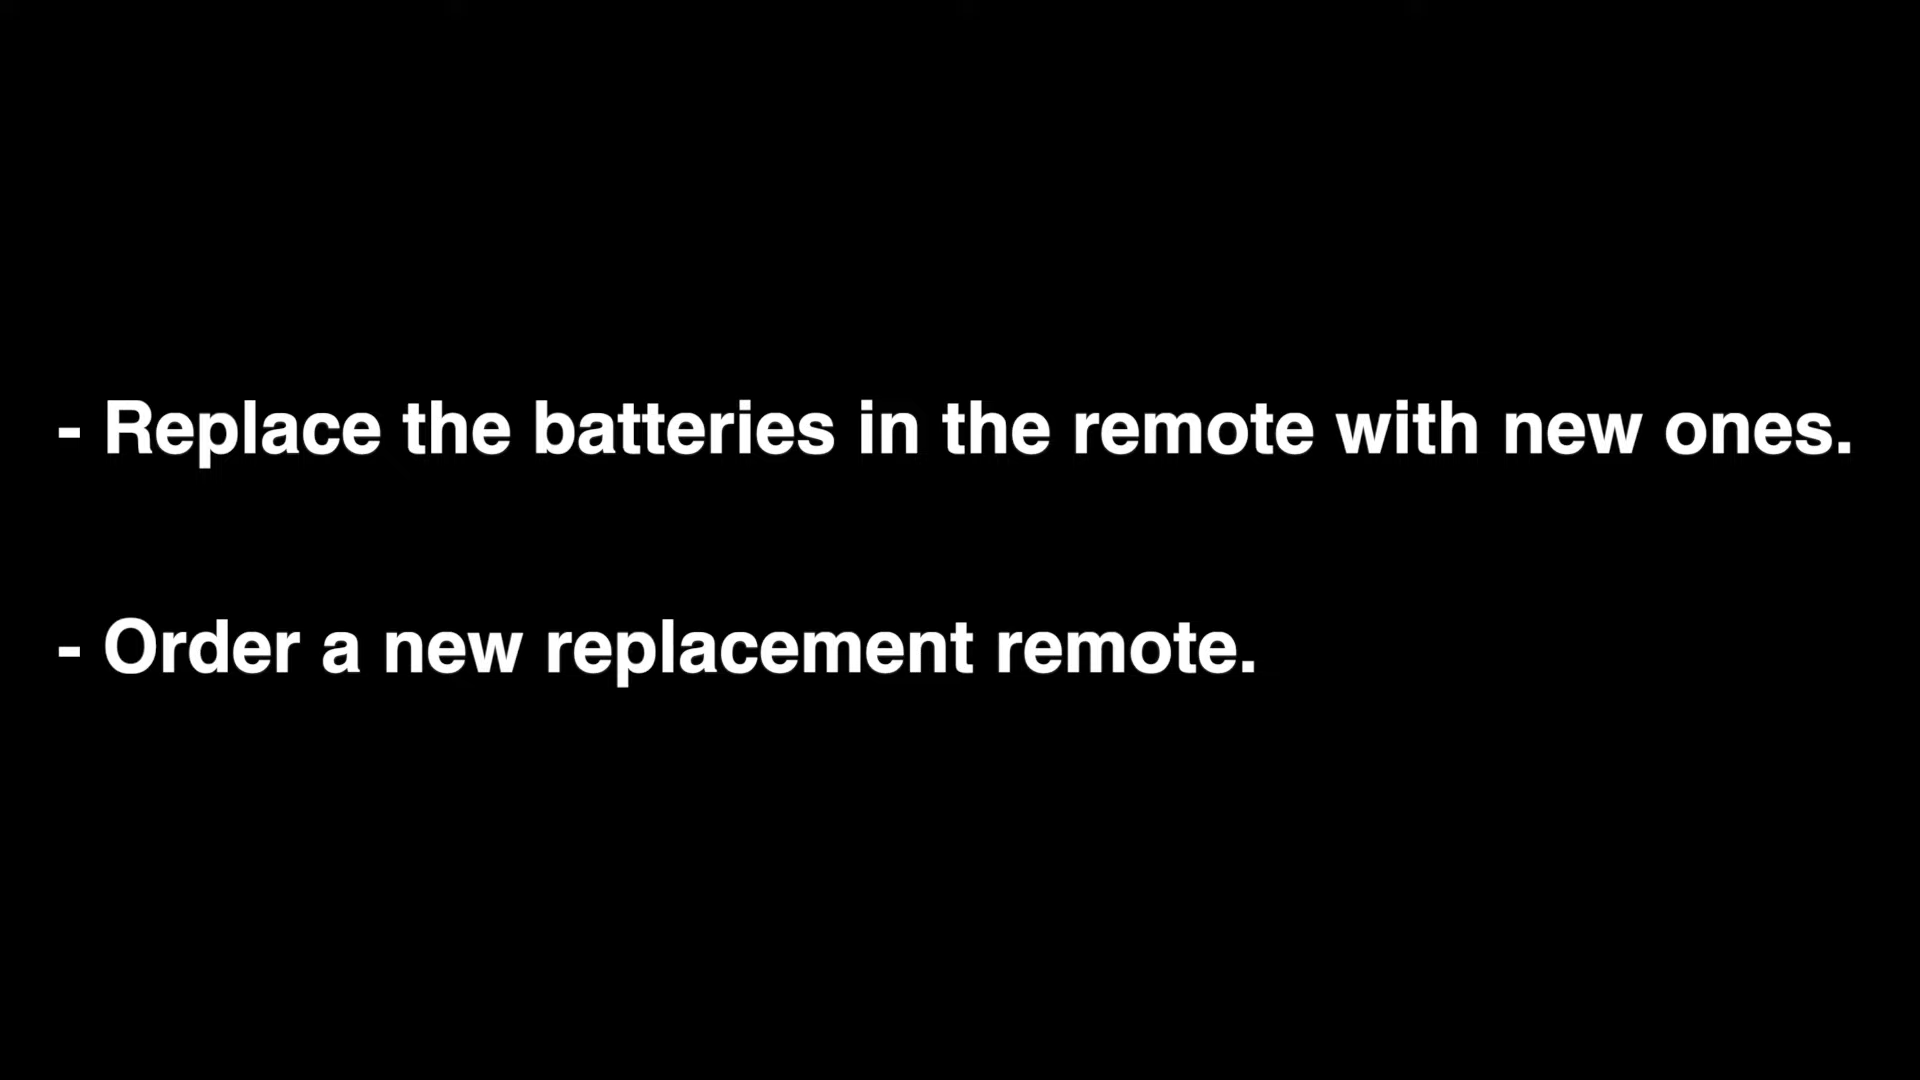 - Replace the batteries in the remote with new ones.
- Order a new replacement remote.